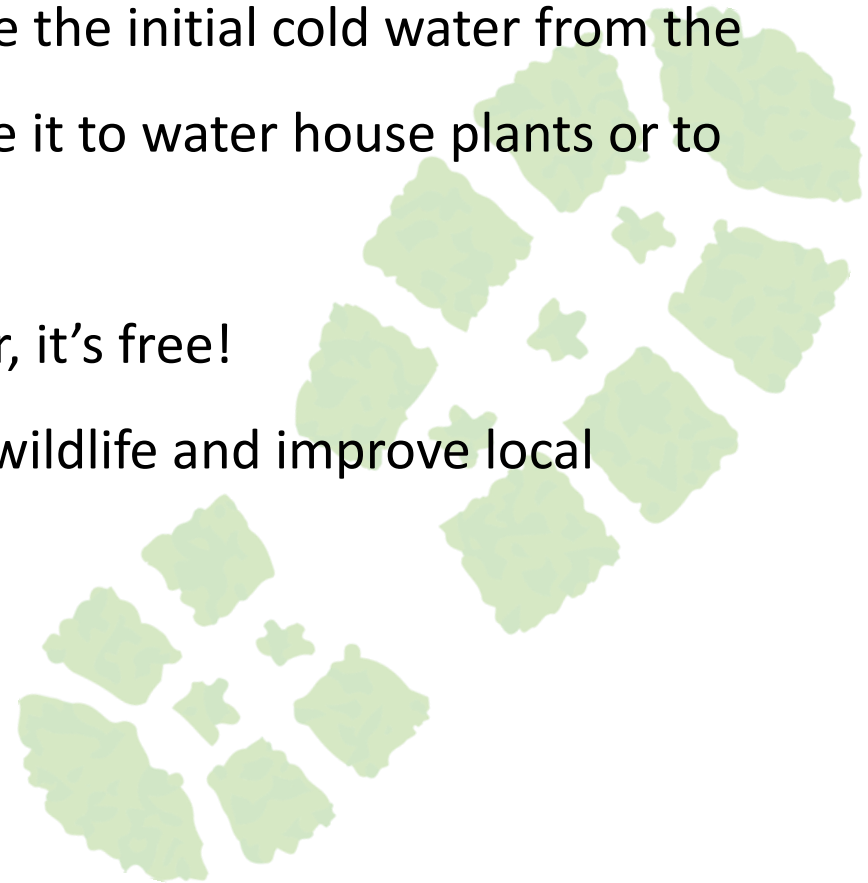 e the initial cold water from the
e it to water house plants or to
r, it’s free!
wildlife and improve local